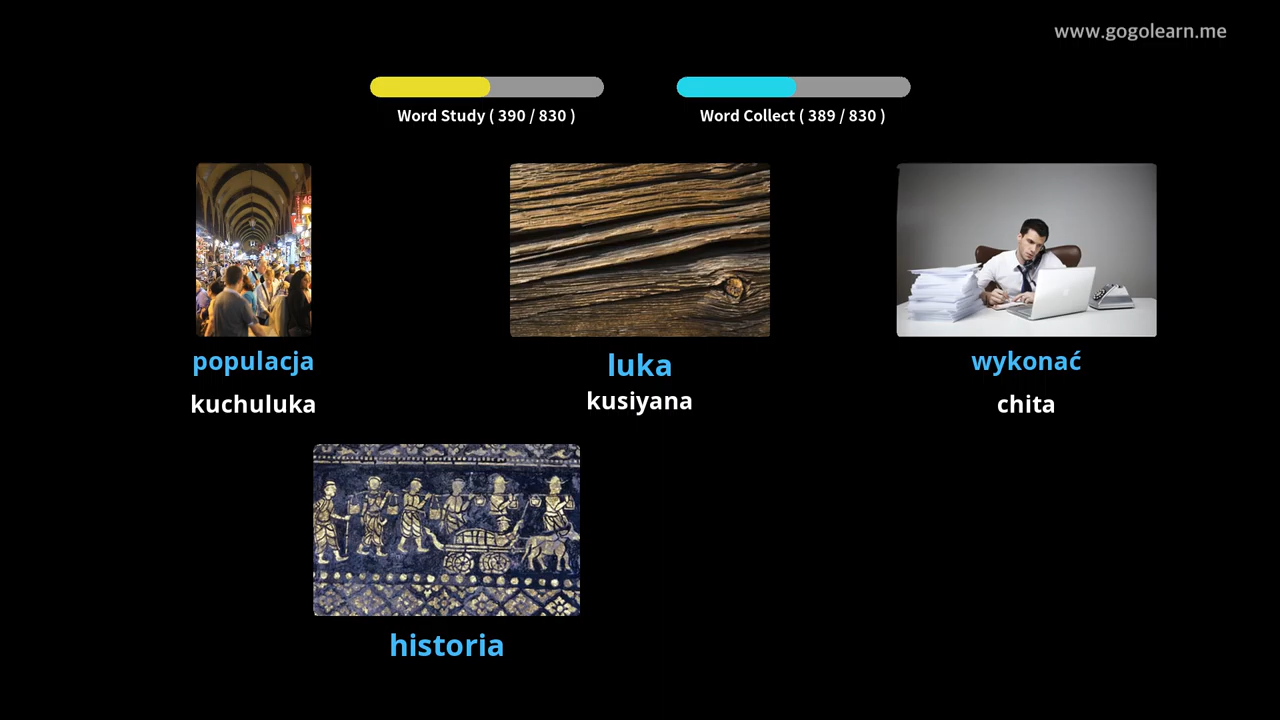 www.gogolearn.me
Word Study ( 390 / 830 )
Word Collect ( 389 / 830 )
populacja
kuchuluka
luka
kusiyana
wykonać
chita
historia